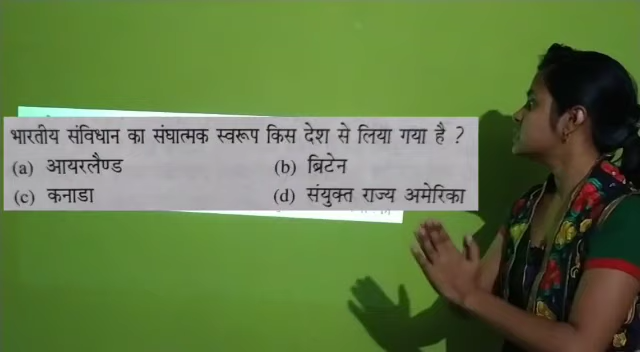 भारतीय संविधान का संघात्मक स्वरूप किस देश से लिया गया है ?
(a) आयरलैण्ड (b) ब्रिटेन
(c) कनाडा (d) संयुक्त राज्य अमेरिका